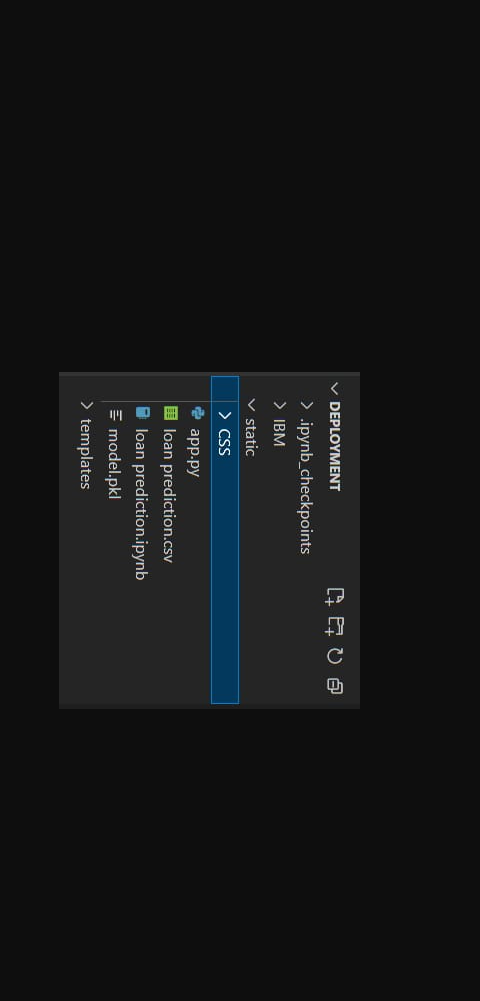 DEPLOYMENT
.ipynb_checkpoints
IBM
static
CSS
app.py
loan prediction.csv
loan prediction.ipynb
model.pkl
templates